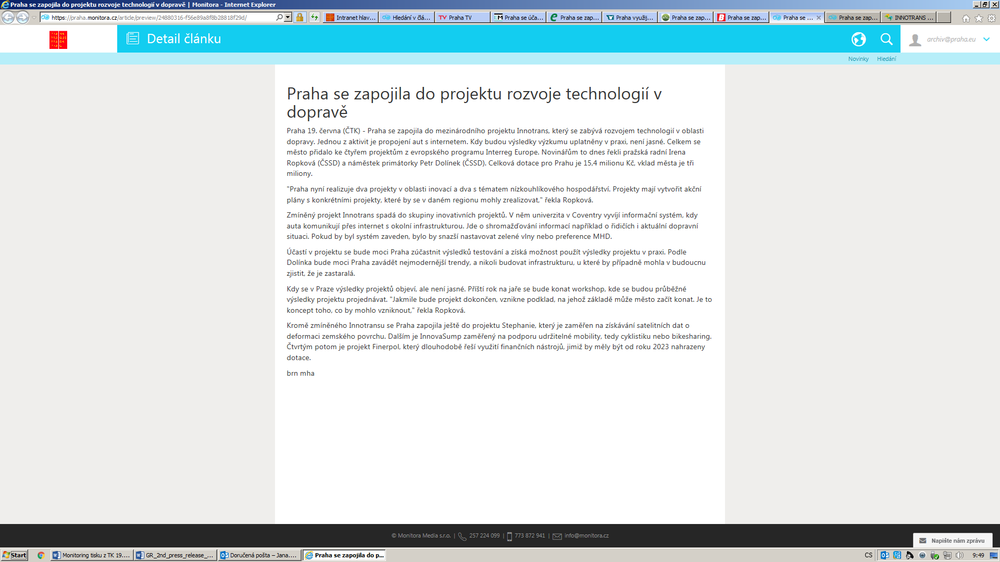 Praha se zapojila do projektu rozvoje technologií v dopravě | Monitora - Internet Explorer
https://praha.monitora.cz/article/preview/24880316-f56e89a8f8b28818f29d/
Intranet hlav...
Hledání v člá...
TV Praha TV
EM Praha se úča...
Praha se zap...
Praha využij...
Praha se zap...
B Praha se zap...
Praha se ...
Praha se zap...
INNOTRANS ...
Detail článku
archiv@praha.eu
Novinky Hledání
Praha se zapojila do projektu rozvoje technologií v
dopravě
Praha 19. června (ČTK) - Praha se zapojila do mezinárodního projektu Innotrans, který se zabývá rozvojem technologií v oblasti
dopravy. Jednou z aktivit je propojení aut s internetem. Kdy budou výsledky výzkumu uplatněny v praxi, není jasné. Celkem se
město přidalo ke čtyřem projektům z evropského programu Interreg Europe. Novinářům to dnes řekli pražská radní Irena
Ropková (ČSSD) a náměstek primátorky Petr Dolínek (ČSSD). Celková dotace pro Prahu je 15,4 milionu Kč, vklad města je tři
miliony.
"Praha nyní realizuje dva projekty v oblasti inovací a dva s tématem nízkouhlíkového hospodářství. Projekty mají vytvořit akční
plány s konkrétními projekty, které by se v daném regionu mohly zrealizovat," řekla Ropková.
Zmíněný projekt Innotrans spadá do skupiny inovativních projektů. V něm univerzita v Coventry vyvíjí informační systém, kdy
auta komunikují přes internet s okolní infrastrukturou. Jde o shromažďování informací například o řidičích i aktuální dopravní
situaci. Pokud by byl systém zaveden, bylo by snazší nastavovat zelené vlny nebo preference MHD.
Účastí v projektu se bude moci Praha zúčastnit výsledků testování a získá možnost použít výsledky projektu v praxi. Podle
Dolínka bude moci Praha zavádět nejmodernější trendy, a nikoli budovat infrastrukturu, u které by případně mohla v budoucnu
zjistit, že je zastaralá.
Kdy se v Praze výsledky projektů objeví, ale není jasné. Příští rok na jaře se bude konat workshop, kde se budou průběžné
výsledky projektu projednávat. "Jakmile bude projekt dokončen, vznikne podklad, na jehož základě může město začít konat. Je to
koncept toho, co by mohlo vzniknout," řekla Ropková.
Kromě zmíněného Innotransu se Praha zapojila ještě do projektu Stephanie, který je zaměřen na získávání satelitních dat o
deformaci zemského povrchu. Dalším je InnovaSump zaměřený na podporu udržitelné mobility, tedy cyklistiku nebo bikesharing.
Čtvrtým potom je projekt Finerpol, který dlouhodobě řeší využití finančních nástrojů, jimiž by měly být od roku 2023 nahrazeny
dotace.
brn mha
© Monitora Media s.r.o. | 257 224 099 | 773 872 941 | info@monitora.cz
Napište nám zprávu
Start
Monitoring tisku z TK 19....
GR_2nd_press_release_...
Doručená pošta – Jana....
Praha se zapojila do p...
CS
9:49